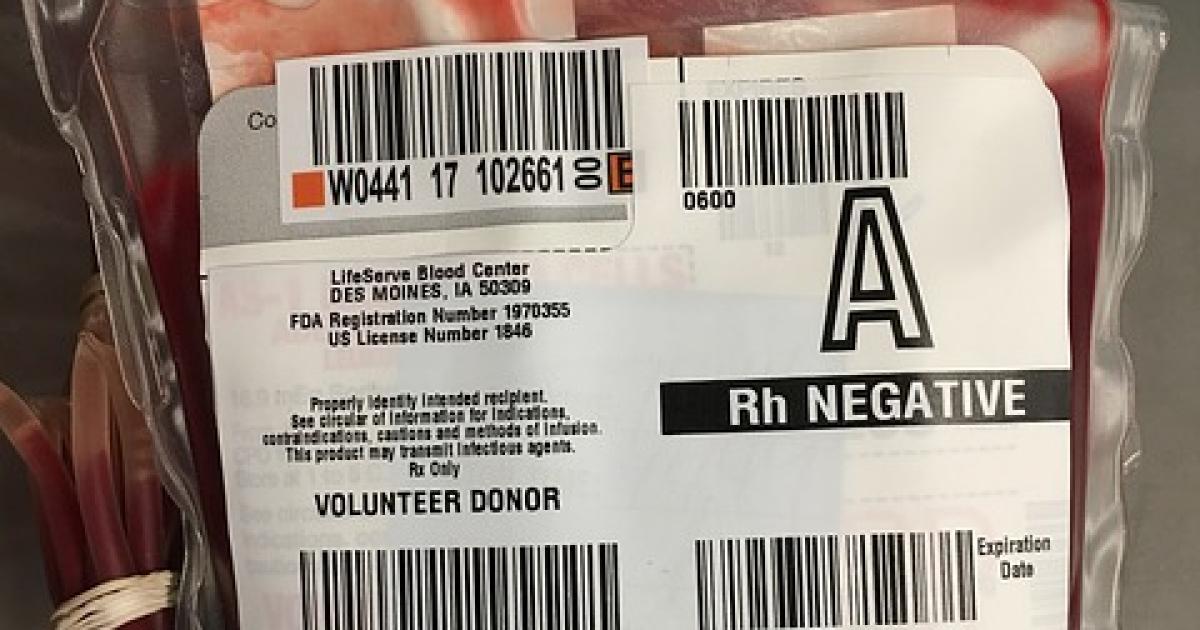 Co
W0441 17 102661 00 E
0600
A
Rh NEGATIVE
LifeServe Blood Center
DES MOINES, IA 50309
FDA Registration Number 1970355
US License Number 1846
Properly identify intended recipient.
See circular of information for indications,
contraindications, cautions and methods of infusion.
This product may transmit infectious agents.
Rx Only
VOLUNTEER DONOR
Expiration
Date